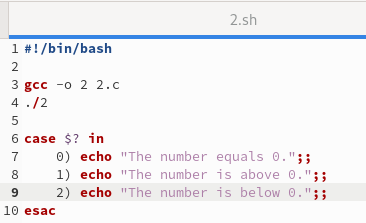 2.sh
1 #!/bin/bash
2
3 gcc -o 2 2.c
4 ./2
5
6 case $? in
7     0) echo "The number equals 0.";;
8     1) echo "The number is above 0.";;
9     2) echo "The number is below 0.";;
10 esac